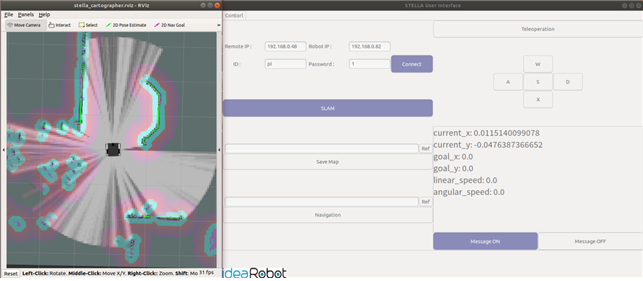 stella_cartographer.rviz - RViz
File Panels Help
Move Camera Interact Select 2D Pose Estimate 2D Nav Goal
Reset Left-Click: Rotate. Middle-Click: Move X/Y. Right-Click:: Zoom. Shift: Mo 31 fps
STELLA User Interface
Contorl
Remote IP : 192.168.0.48 Robot IP : 192.168.0.82
ID : pi Password : 1 Connect
SLAM
Ref
Save Map
Ref
Navigation
Teleoperation
W
A S D
X
current_x: 0.0115140099078
current_y: -0.0476387366652
goal_x: 0.0
goal_y: 0.0
linear_speed: 0.0
angular_speed: 0.0
Message ON Message OFF
ideaRobot